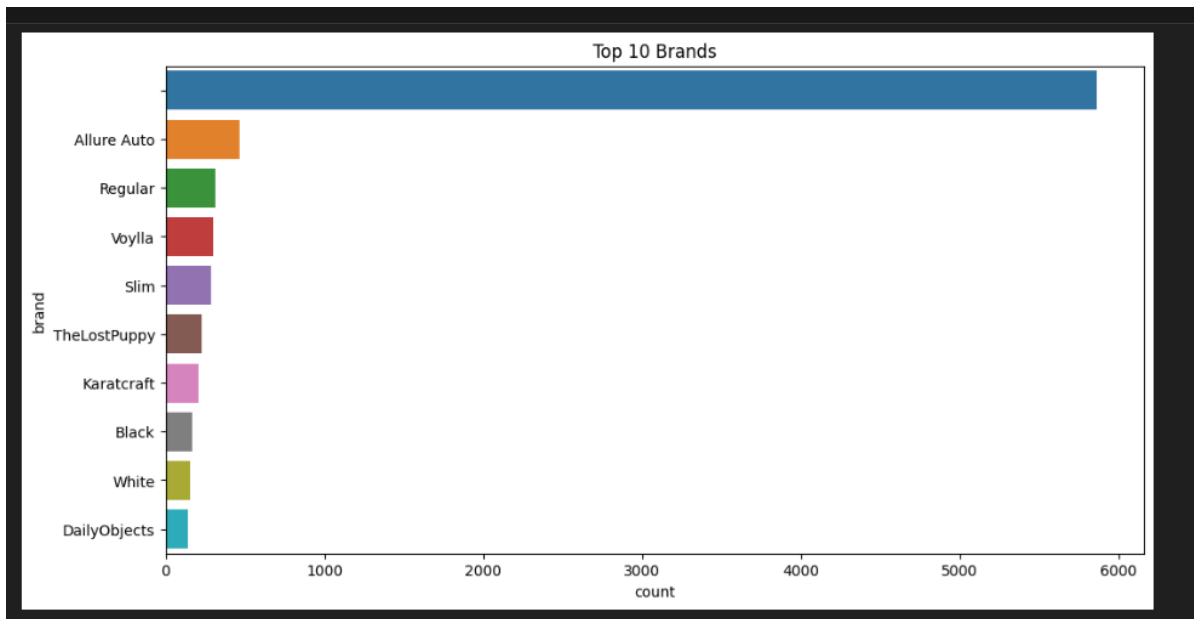 Top 10 Brands
brand
Allure Auto
Regular
Voylla
Slim
TheLostPuppy
Karatcraft
Black
White
DailyObjects
0 1000 2000 3000 4000 5000 6000
count